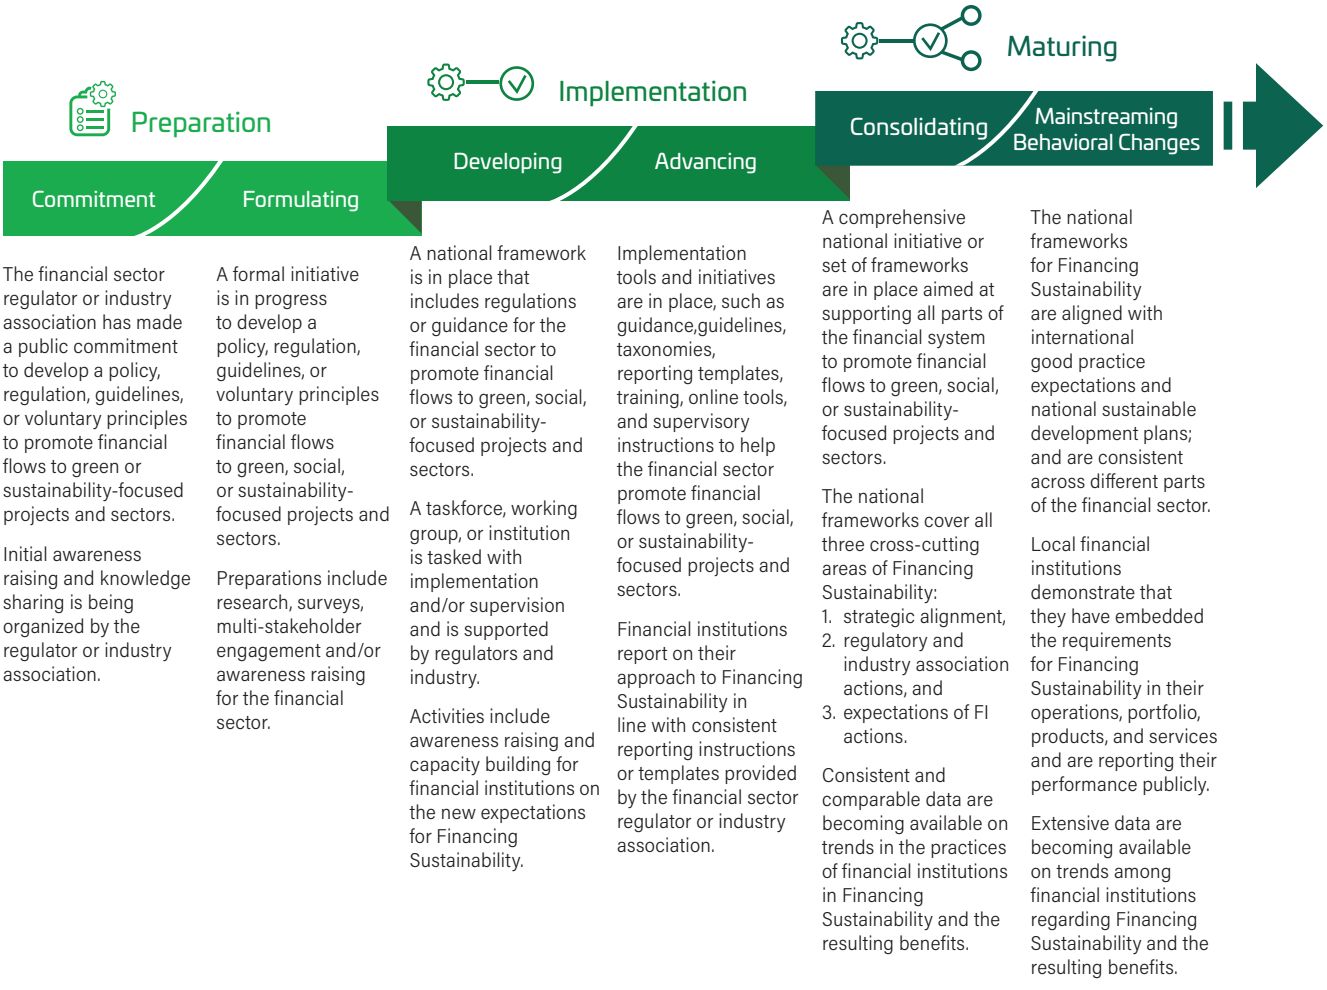 Preparation
Commitment
Formulating
The financial sector
regulator or industry
association has made
a public commitment
to develop a policy,
regulation, guidelines,
or voluntary principles
to promote financial
flows to green or
sustainability-focused
projects and sectors.
Initial awareness
raising and knowledge
sharing is being
organized by the
regulator or industry
association.
A formal initiative
is in progress
to develop a
policy, regulation,
guidelines, or
voluntary principles
to promote
financial flows
to green, social,
or sustainability-
focused projects and
sectors.
Preparations include
research, surveys,
multi-stakeholder
engagement and/or
awareness raising
for the financial
sector.
Implementation
Developing
Advancing
A national framework
is in place that
includes regulations
or guidance for the
financial sector to
promote financial
flows to green, social,
or sustainability-
focused projects and
sectors.
A taskforce, working
group, or institution
is tasked with
implementation
and/or supervision
and is supported
by regulators and
industry.
Activities include
awareness raising and
capacity building for
financial institutions on
the new expectations
for Financing
Sustainability.
Implementation
tools and initiatives
are in place, such as
guidance,guidelines,
taxonomies,
reporting templates,
training, online tools,
and supervisory
instructions to help
the financial sector
promote financial
flows to green, social,
or sustainability-
focused projects and
sectors.
Financial institutions
report on their
approach to Financing
Sustainability in
line with consistent
reporting instructions
or templates provided
by the financial sector
regulator or industry
association.
Maturing
Consolidating
Mainstreaming
Behavioral Changes
A comprehensive
national initiative or
set of frameworks
are in place aimed at
supporting all parts of
the financial system
to promote financial
flows to green, social,
or sustainability-
focused projects and
sectors.
The national
frameworks cover all
three cross-cutting
areas of Financing
Sustainability:
1. strategic alignment,
2. regulatory and
industry association
actions, and
3. expectations of FI
actions.
Consistent and
comparable data are
becoming available on
trends in the practices
of financial institutions
in Financing
Sustainability and the
resulting benefits.
The national
frameworks
for Financing
Sustainability
are aligned with
international
good practice
expectations and
national sustainable
development plans;
and are consistent
across different parts
of the financial sector.
Local financial
institutions
demonstrate that
they have embedded
the requirements
for Financing
Sustainability in their
operations, portfolio,
products, and services
and are reporting their
performance publicly.
Extensive data are
becoming available
on trends among
financial institutions
regarding Financing
Sustainability and the
resulting benefits.